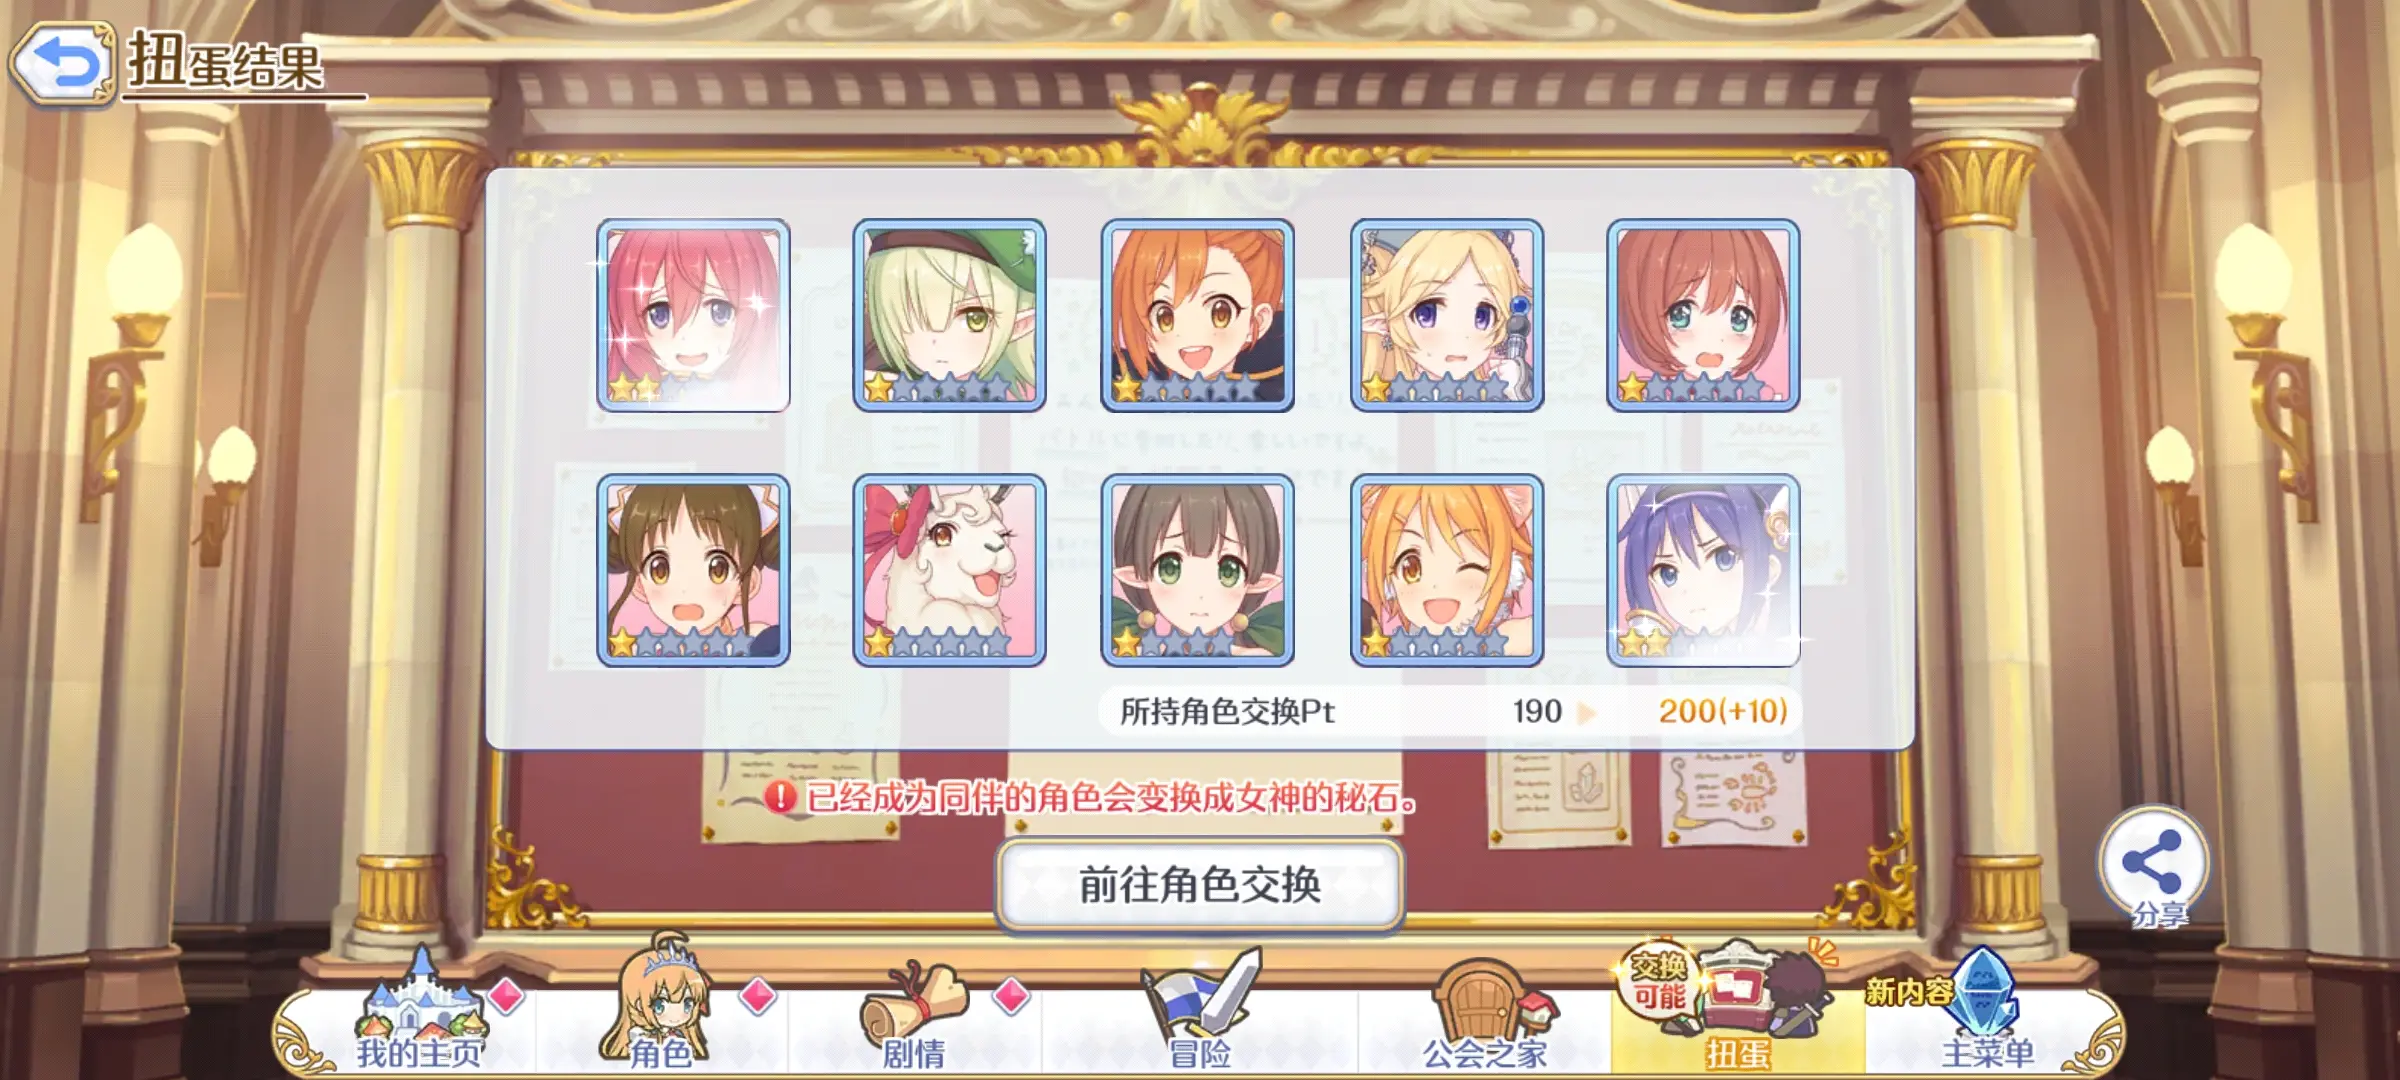 扭蛋结果
所持角色交换Pt 190 200(+10)
已经成为同伴的角色会变换成女神的秘石。
前往角色交换
分享
交换可能
新内容
我的主页
角色
剧情
冒险
公会之家
扭蛋
主菜单